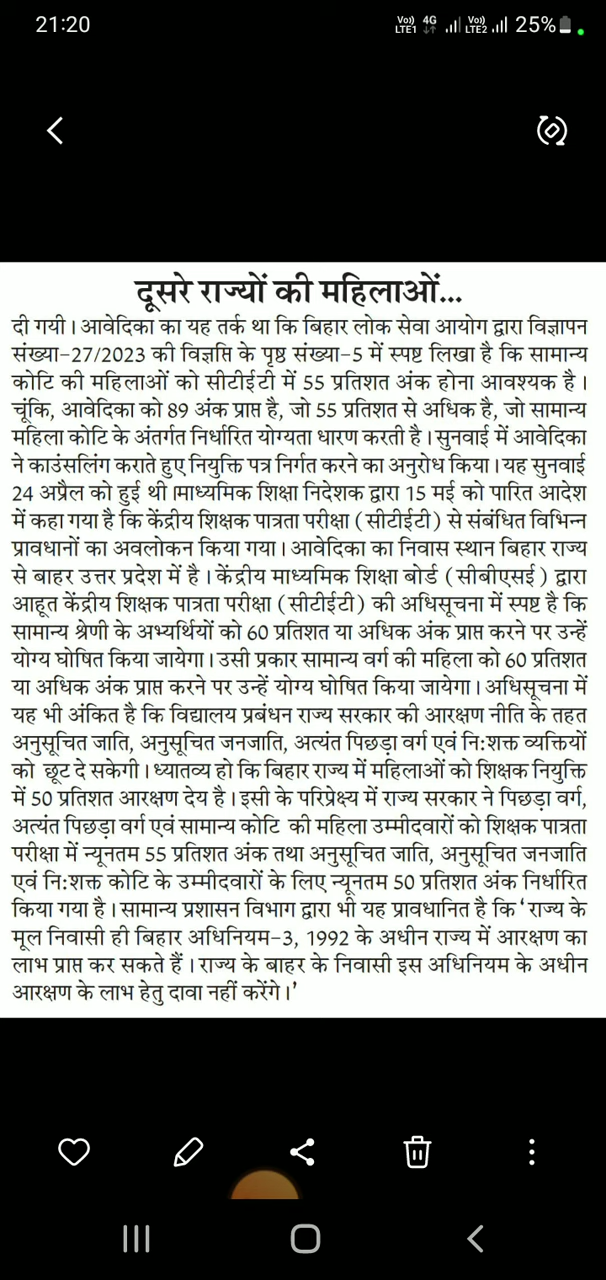 21:20
Vo) LTE1 4G Vo) LTE2 25%
दूसरे राज्यों की महिलाओं...
दी गयी। आवेदिका का यह तर्क था कि बिहार लोक सेवा आयोग द्वारा विज्ञापन
संख्या-27/2023 की विज्ञप्ति के पृष्ठ संख्या-5 में स्पष्ट लिखा है कि सामान्य
कोटि की महिलाओं को सीटीईटी में 55 प्रतिशत अंक होना आवश्यक है।
चूंकि, आवेदिका को 89 अंक प्राप्त है, जो 55 प्रतिशत से अधिक है, जो सामान्य
महिला कोटि के अंतर्गत निर्धारित योग्यता धारण करती है। सुनवाई में आवेदिका
ने काउंसलिंग कराते हुए नियुक्ति पत्र निर्गत करने का अनुरोध किया। यह सुनवाई
24 अप्रैल को हुई थी।माध्यमिक शिक्षा निदेशक द्वारा 15 मई को पारित आदेश
में कहा गया है कि केंद्रीय शिक्षक पात्रता परीक्षा (सीटीईटी) से संबंधित विभिन्न
प्रावधानों का अवलोकन किया गया। आवेदिका का निवास स्थान बिहार राज्य
से बाहर उत्तर प्रदेश में है। केंद्रीय माध्यमिक शिक्षा बोर्ड (सीबीएसई) द्वारा
आहूत केंद्रीय शिक्षक पात्रता परीक्षा (सीटीईटी) की अधिसूचना में स्पष्ट है कि
सामान्य श्रेणी के अभ्यर्थियों को 60 प्रतिशत या अधिक अंक प्राप्त करने पर उन्हें
योग्य घोषित किया जायेगा। उसी प्रकार सामान्य वर्ग की महिला को 60 प्रतिशत
या अधिक अंक प्राप्त करने पर उन्हें योग्य घोषित किया जायेगा। अधिसूचना में
यह भी अंकित है कि विद्यालय प्रबंधन राज्य सरकार की आरक्षण नीति के तहत
अनुसूचित जाति, अनुसूचित जनजाति, अत्यंत पिछड़ा वर्ग एवं नि:शक्त व्यक्तियों
को छूट दे सकेगी। ध्यातव्य हो कि बिहार राज्य में महिलाओं को शिक्षक नियुक्ति
में 50 प्रतिशत आरक्षण देय है। इसी के परिप्रेक्ष्य में राज्य सरकार ने पिछड़ा वर्ग,
अत्यंत पिछड़ा वर्ग एवं सामान्य कोटि की महिला उम्मीदवारों को शिक्षक पात्रता
परीक्षा में न्यूनतम 55 प्रतिशत अंक तथा अनुसूचित जाति, अनुसूचित जनजाति
एवं नि:शक्त कोटि के उम्मीदवारों के लिए न्यूनतम 50 प्रतिशत अंक निर्धारित
किया गया है। सामान्य प्रशासन विभाग द्वारा भी यह प्रावधानित है कि 'राज्य के
मूल निवासी ही बिहार अधिनियम-3, 1992 के अधीन राज्य में आरक्षण का
लाभ प्राप्त कर सकते हैं। राज्य के बाहर के निवासी इस अधिनियम के अधीन
आरक्षण के लाभ हेतु दावा नहीं करेंगे।'